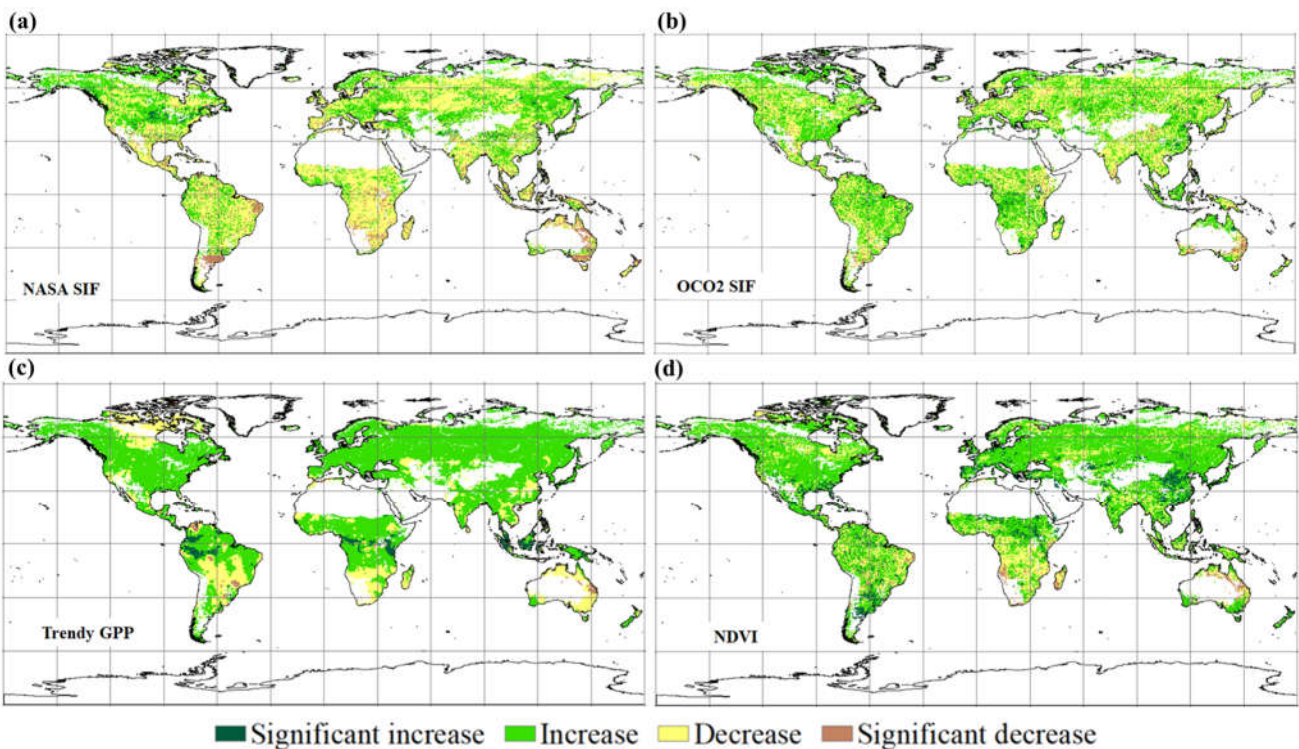 (a)
(b)
NASA SIF
OCO2 SIF
(c)
(d)
Trendy GPP
NDVI
Significant increase Increase Decrease Significant decrease